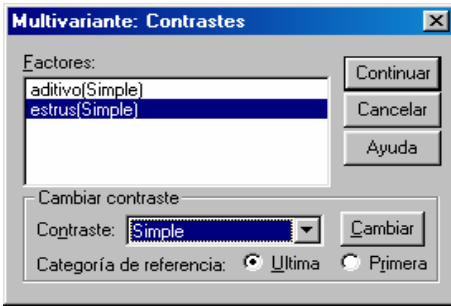 Multivariante: Contrastes
Factores:
aditivo(Simple)
estrus(Simple)
Continuar
Cancelar
Ayuda
Cambiar contraste
Contraste: Simple Cambiar
Categoría de referencia: Ultima Primera